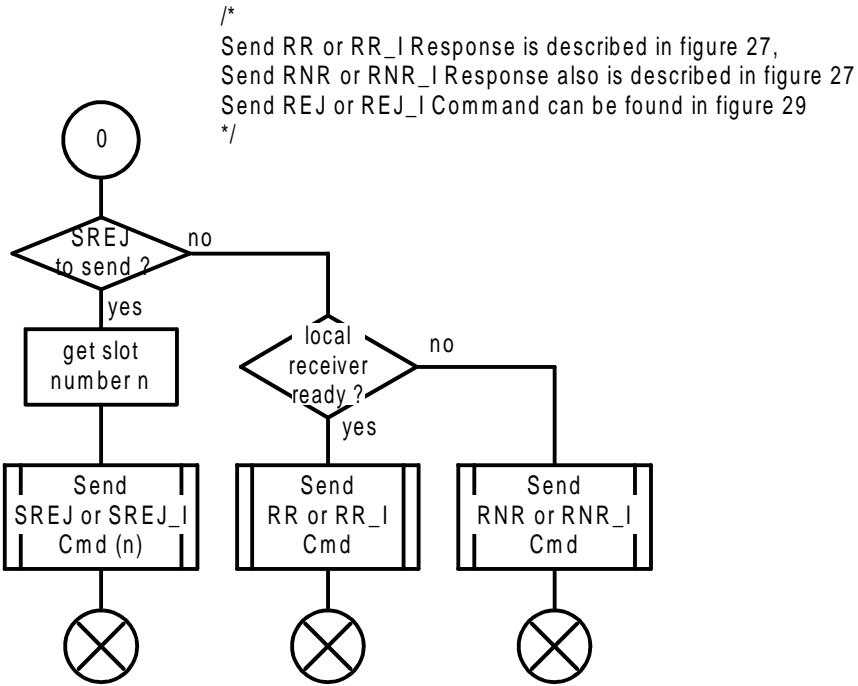 /*
Send RR or RR_I Response is described in figure 27,
Send RNR or RNR_I Response also is described in figure 27
Send REJ or REJ_I Command can be found in figure 29
*/
0
SREJ
to send ?
no
yes
get slot
number n
local
receiver
ready ?
no
yes
Send
SREJ or SREJ_I
Cmd (n)
Send
RR or RR_I
Cmd
Send
RNR or RNR_I
Cmd